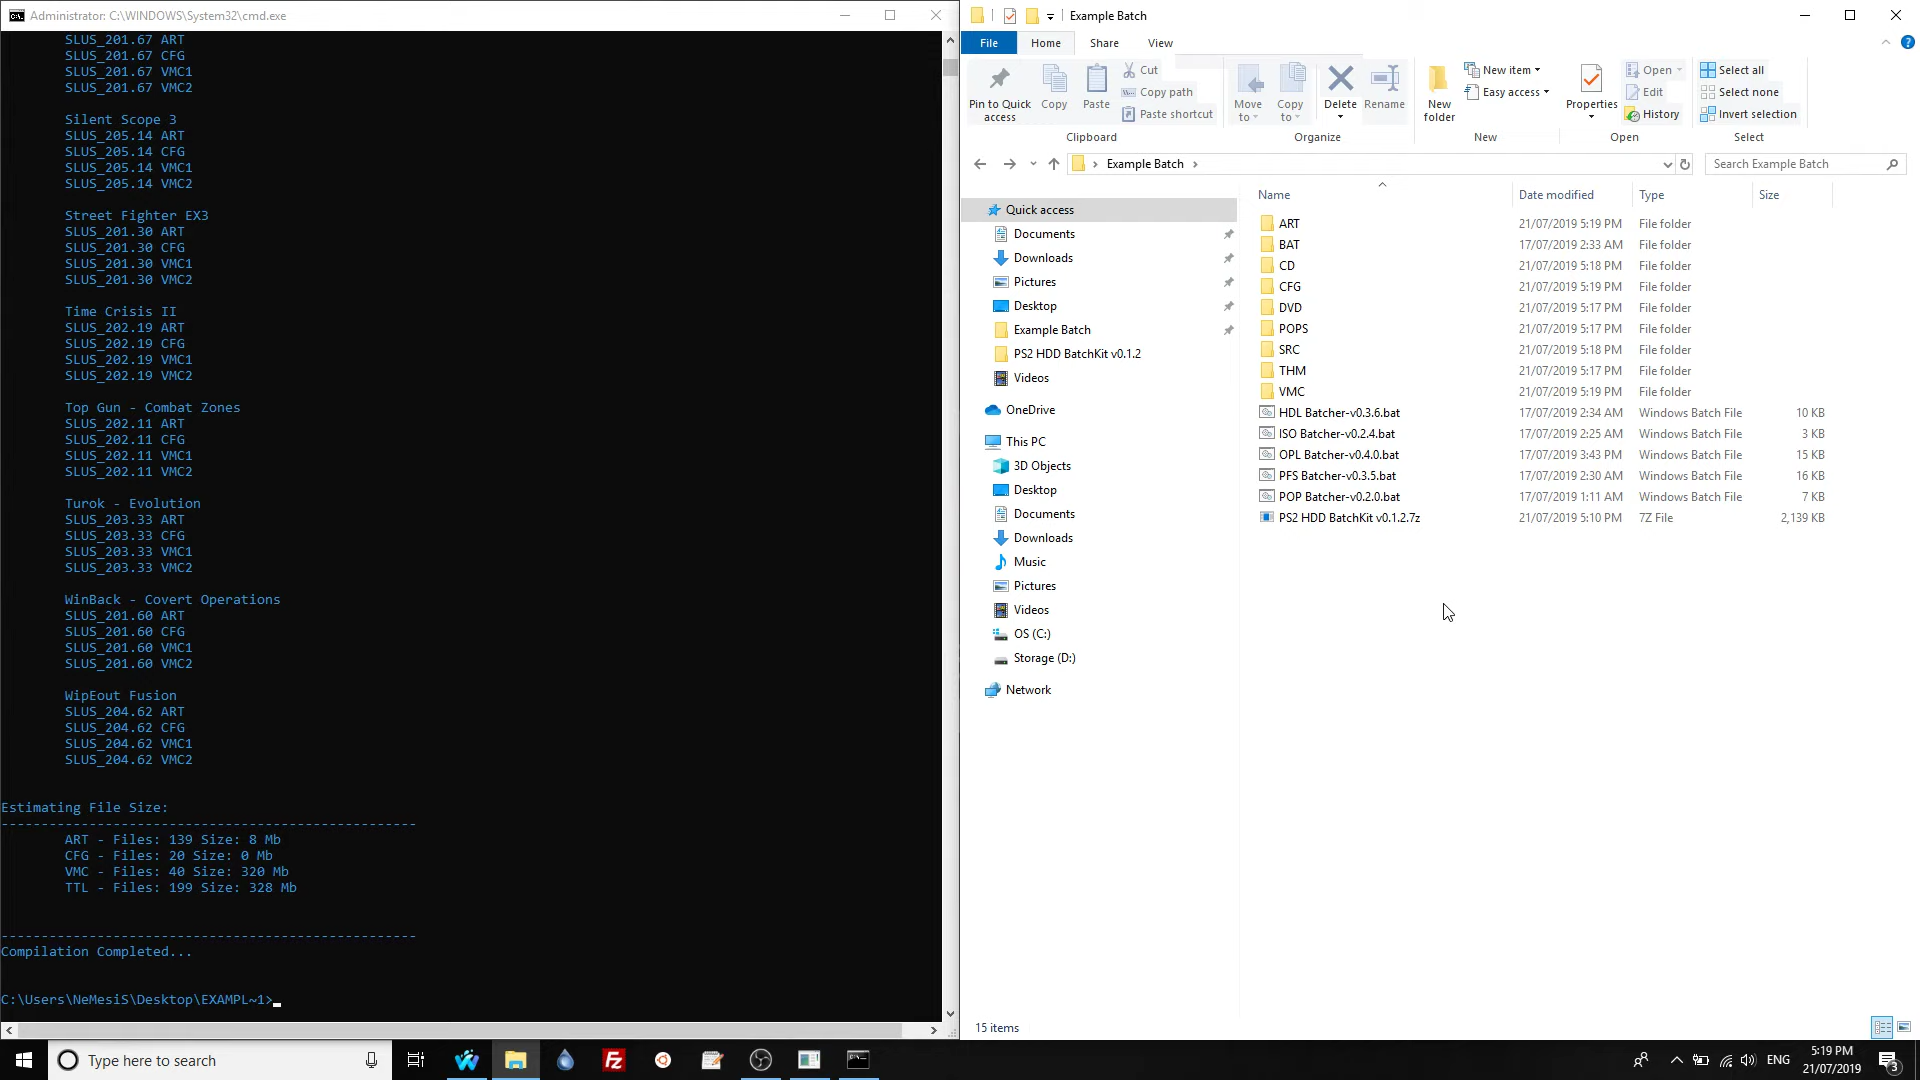 Administrator: C:\WINDOWS\System32\cmd.exe
SLUS_201.67 ART
SLUS_201.67 CFG
SLUS_201.67 VMC1
SLUS_201.67 VMC2
Silent Scope 3
SLUS_205.14 ART
SLUS_205.14 CFG
SLUS_205.14 VMC1
SLUS_205.14 VMC2
Street Fighter EX3
SLUS_201.30 ART
SLUS_201.30 CFG
SLUS_201.30 VMC1
SLUS_201.30 VMC2
Time Crisis II
SLUS_202.19 ART
SLUS_202.19 CFG
SLUS_202.19 VMC1
SLUS_202.19 VMC2
Top Gun - Combat Zones
SLUS_202.11 ART
SLUS_202.11 CFG
SLUS_202.11 VMC1
SLUS_202.11 VMC2
Turok - Evolution
SLUS_203.33 ART
SLUS_203.33 CFG
SLUS_203.33 VMC1
SLUS_203.33 VMC2
WinBack - Covert Operations
SLUS_201.60 ART
SLUS_201.60 CFG
SLUS_201.60 VMC1
SLUS_201.60 VMC2
WipEout Fusion
SLUS_204.62 ART
SLUS_204.62 CFG
SLUS_204.62 VMC1
SLUS_204.62 VMC2
Estimating File Size:
----------------------------------------------------
ART - Files: 139 Size: 8 Mb
CFG - Files: 20 Size: 0 Mb
VMC - Files: 40 Size: 320 Mb
TTL - Files: 199 Size: 328 Mb
----------------------------------------------------
Compilation Completed...
C:\Users\NeMesiS\Desktop\EXAMPL~1>
Example Batch
File Home Share View
Pin to Quick access
Copy
Paste
Cut
Copy path
Paste shortcut
Clipboard
Move to
Copy to
Delete
Rename
Organize
New folder
New item
Easy access
New
Properties
Open
Edit
History
Open
Select all
Select none
Invert selection
Select
Example Batch
Search Example Batch
Quick access
Documents
Downloads
Pictures
Desktop
Example Batch
PS2 HDD BatchKit v0.1.2
Videos
OneDrive
This PC
3D Objects
Desktop
Documents
Downloads
Music
Pictures
Videos
OS (C:)
Storage (D:)
Network
Name Date modified Type Size
ART 21/07/2019 5:19 PM File folder
BAT 17/07/2019 2:33 AM File folder
CD 21/07/2019 5:18 PM File folder
CFG 21/07/2019 5:19 PM File folder
DVD 21/07/2019 5:17 PM File folder
POPS 21/07/2019 5:17 PM File folder
SRC 21/07/2019 5:18 PM File folder
THM 21/07/2019 5:17 PM File folder
VMC 21/07/2019 5:19 PM File folder
HDL Batcher-v0.3.6.bat 17/07/2019 2:34 AM Windows Batch File 10 KB
ISO Batcher-v0.2.4.bat 17/07/2019 2:25 AM Windows Batch File 3 KB
OPL Batcher-v0.4.0.bat 17/07/2019 3:43 PM Windows Batch File 15 KB
PFS Batcher-v0.3.5.bat 17/07/2019 2:30 AM Windows Batch File 16 KB
POP Batcher-v0.2.0.bat 17/07/2019 1:11 AM Windows Batch File 7 KB
PS2 HDD BatchKit v0.1.2.7z 21/07/2019 5:10 PM 7Z File 2,139 KB
15 items
Type here to search
ENG
5:19 PM
21/07/2019
3